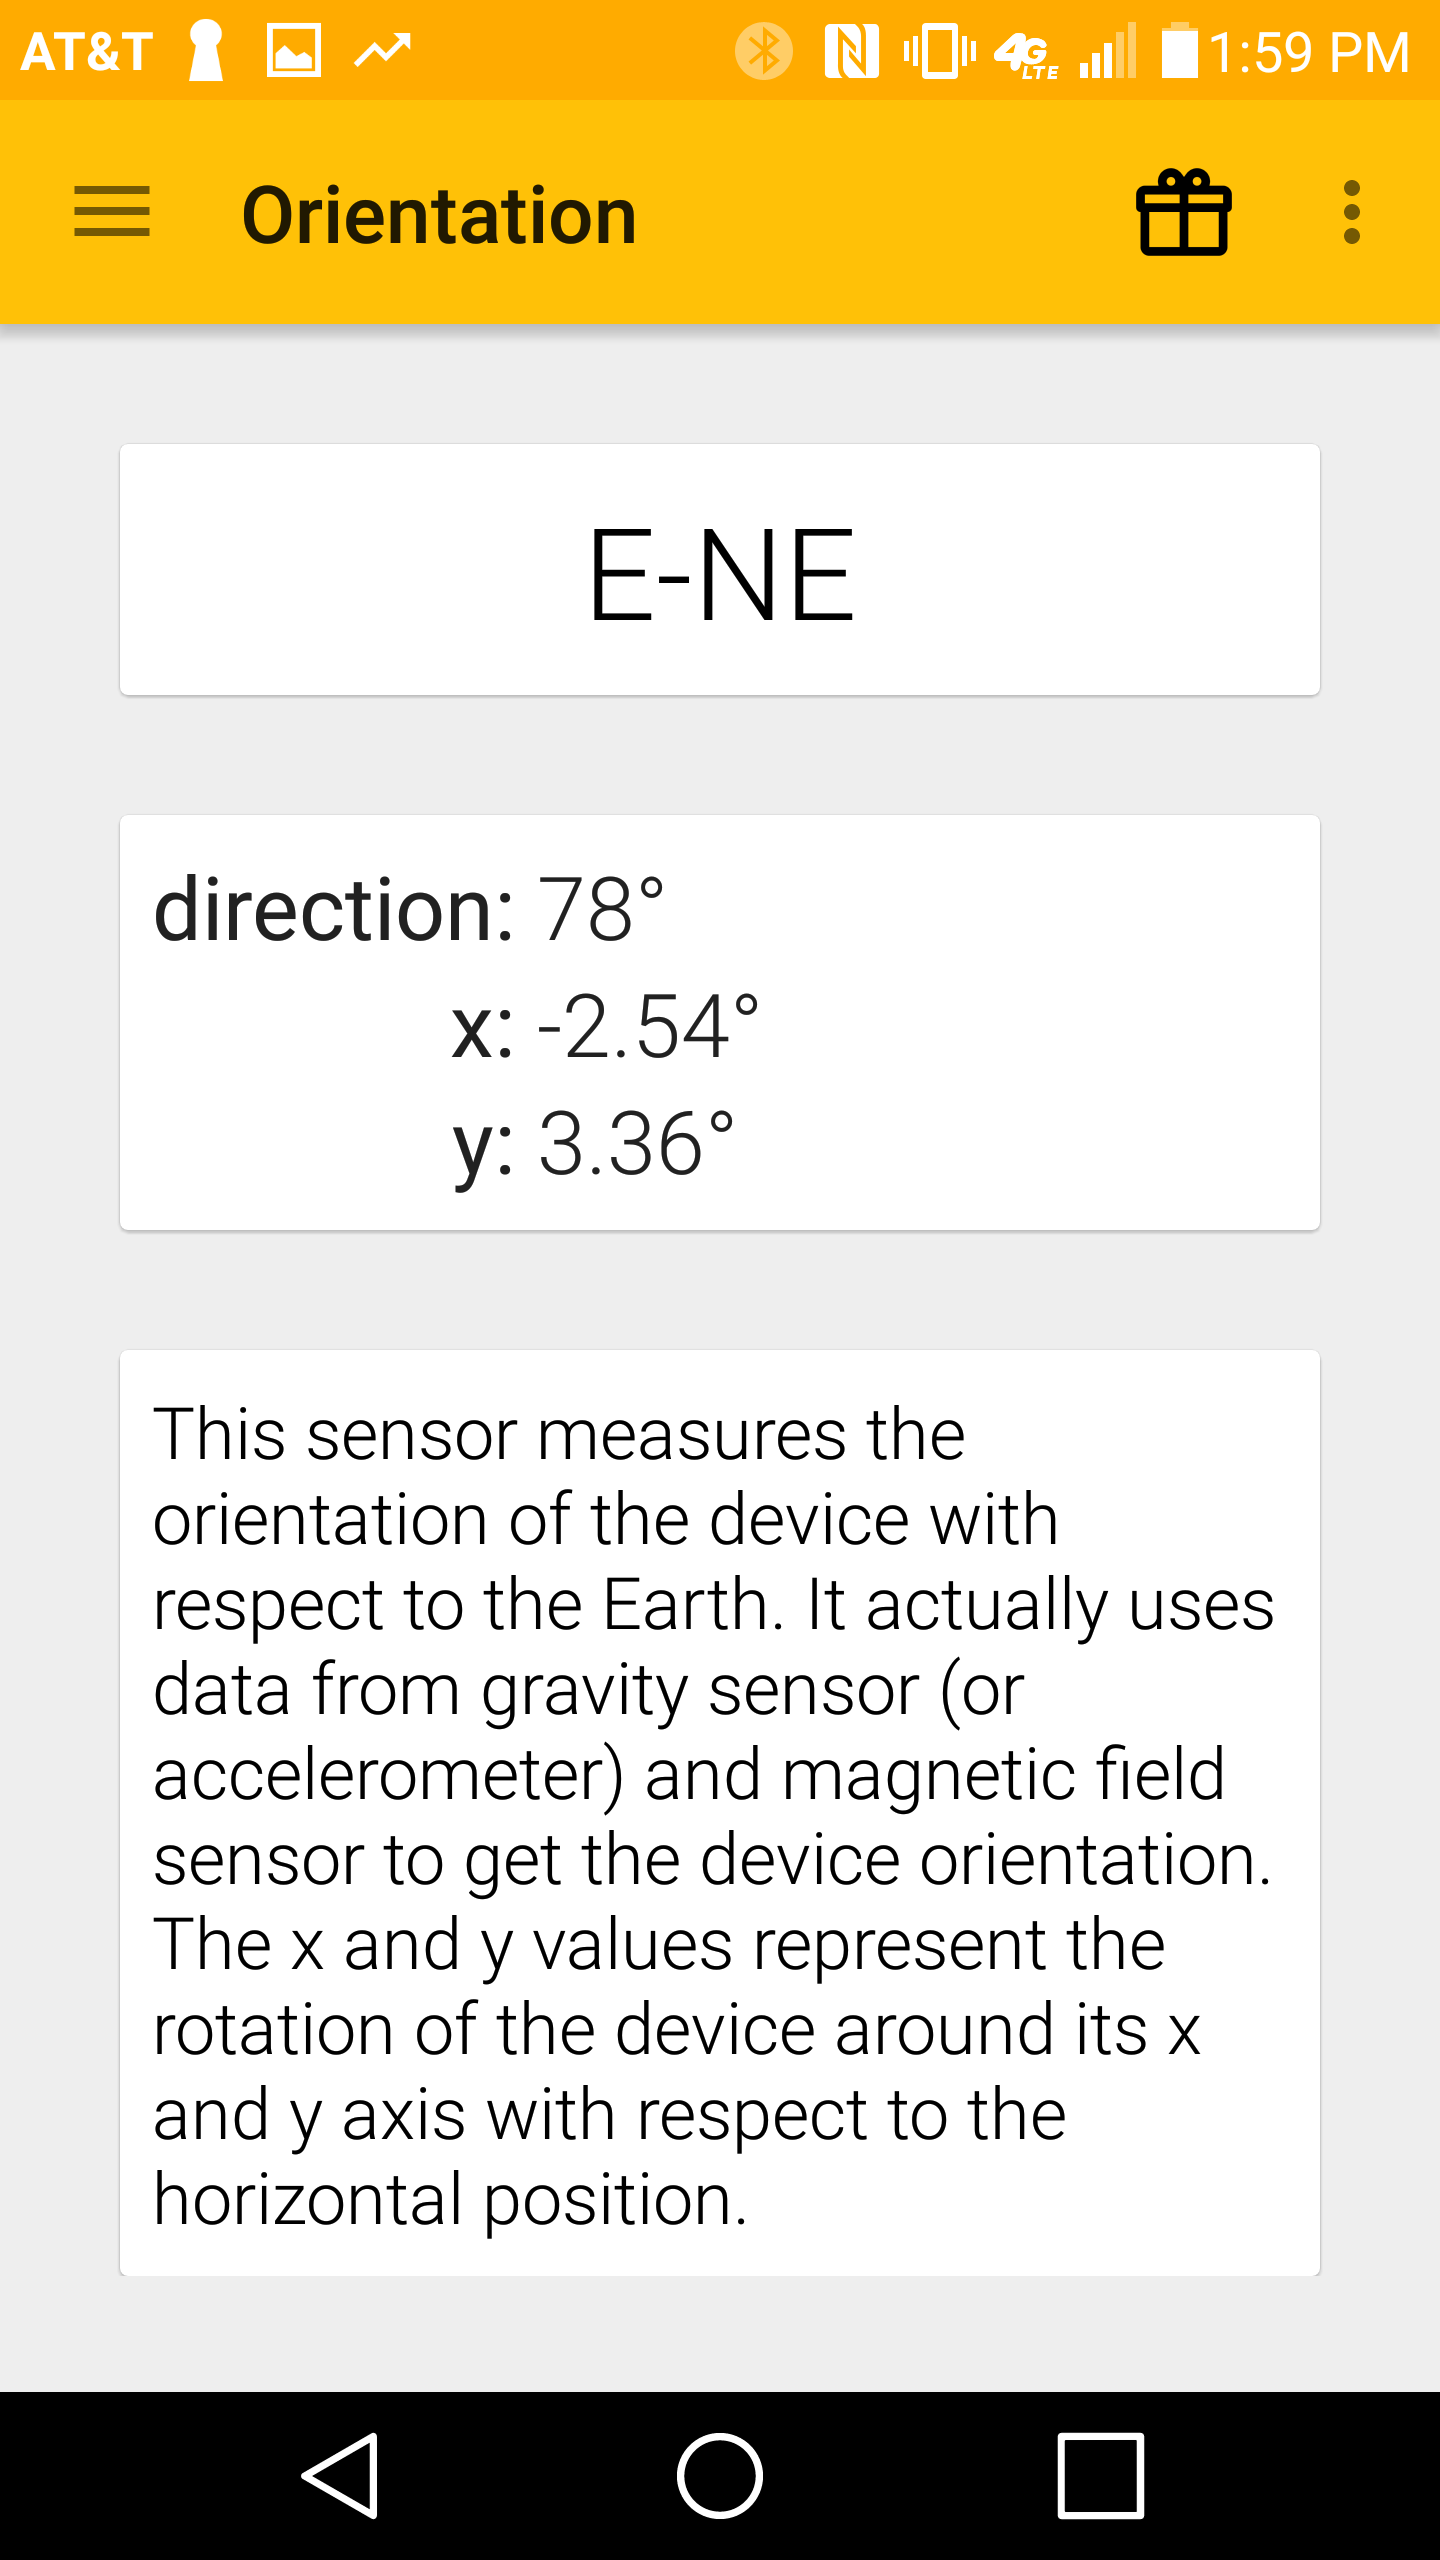 AT&T 4G LTE 1:59 PM
Orientation
E-NE
direction: 78°
x: -2.54°
y: 3.36°
This sensor measures the
orientation of the device with
respect to the Earth. It actually uses
data from gravity sensor (or
accelerometer) and magnetic field
sensor to get the device orientation.
The x and y values represent the
rotation of the device around its x
and y axis with respect to the
horizontal position.